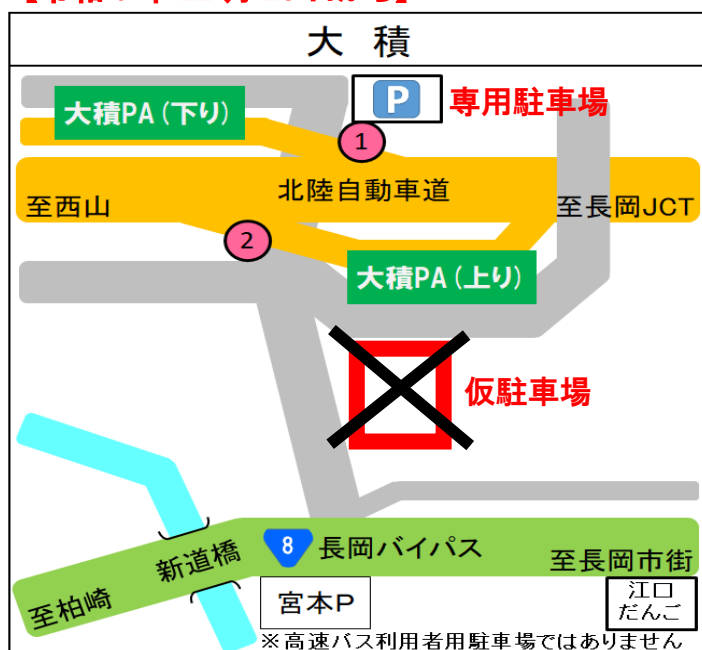 大 積
P 専用駐車場
大積PA(下り)
1
北陸自動車道
至西山
至長岡JCT
2
大積PA(上り)
仮駐車場
8 長岡バイパス
新道橋
至長岡市街
至柏崎
宮本P
江口
だんご
※高速バス利用者用駐車場ではありません